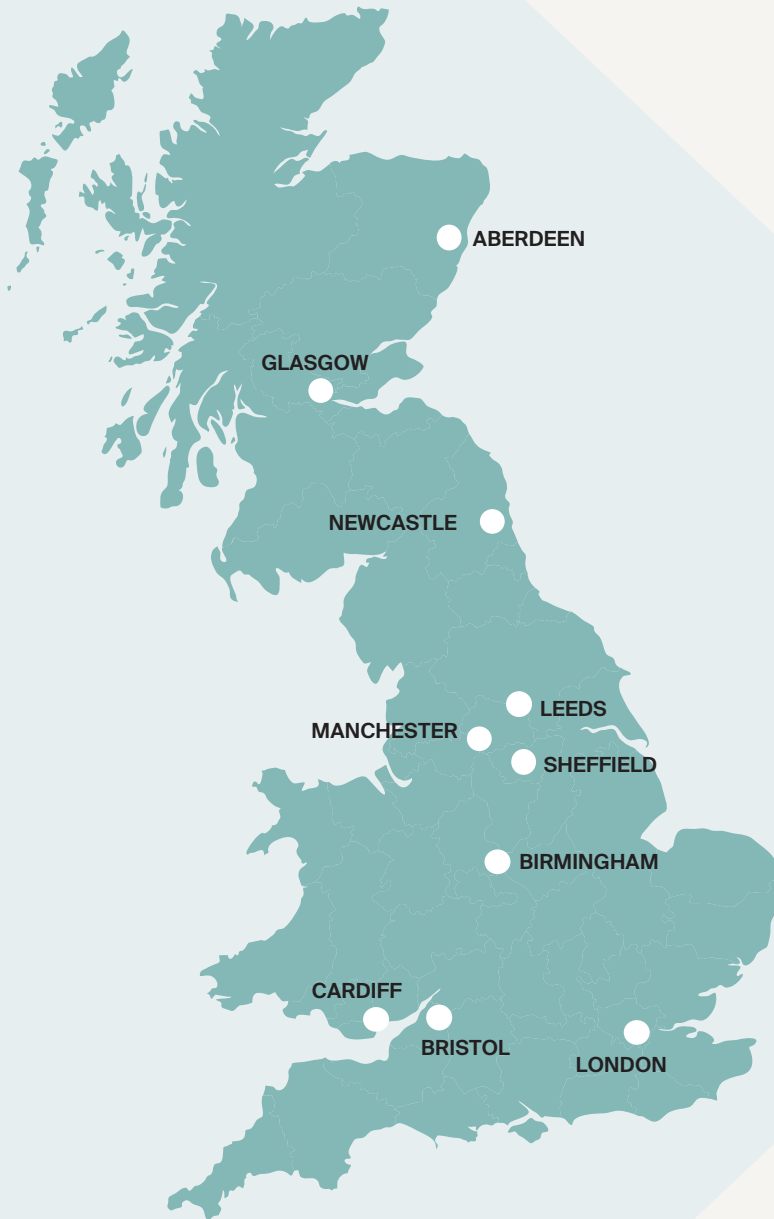 ABERDEEN
GLASGOW
NEWCASTLE
LEEDS
MANCHESTER
SHEFFIELD
BIRMINGHAM
CARDIFF
BRISTOL
LONDON